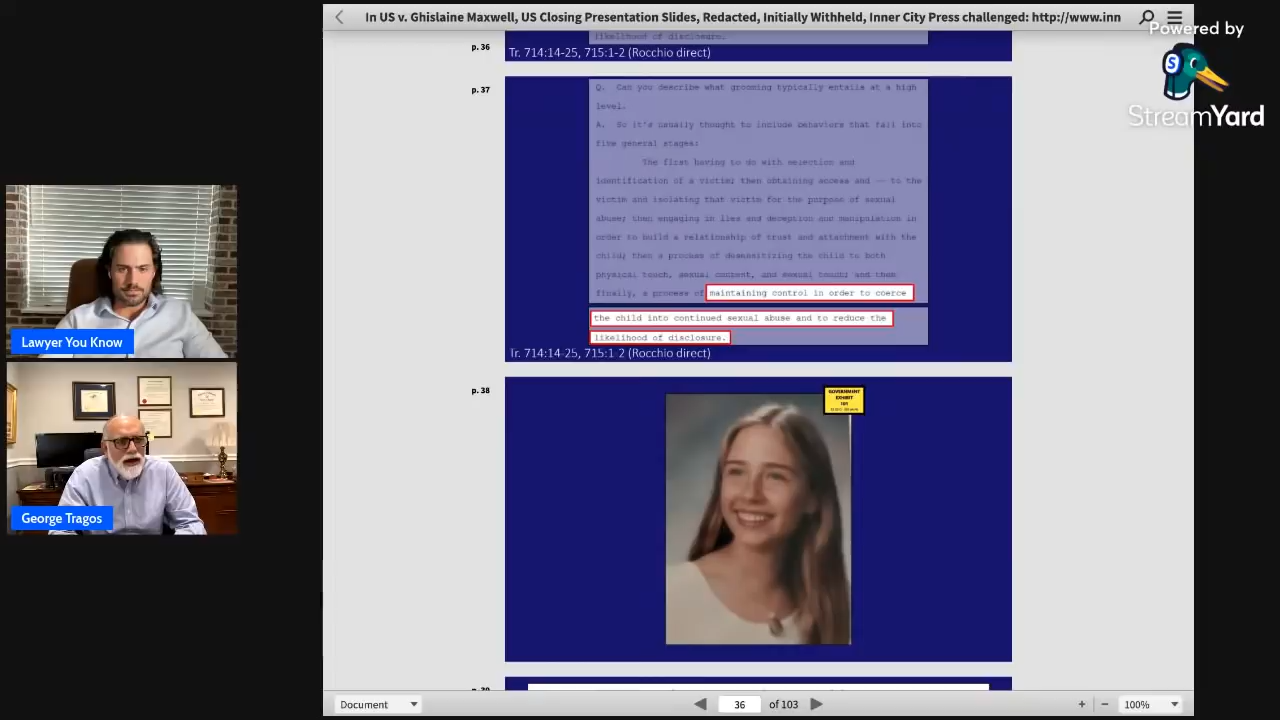 In US v. Ghislaine Maxwell, US Closing Presentation Slides, Redacted, Initially Withheld, Inner City Press challenged: http://www.inn
Powered by
StreamYard
likelihood of disclosure.
p. 36
Tr. 714:14-25, 715:1-2 (Rocchio direct)
p. 37
Q. Can you describe what grooming typically entails at a high
level.
A. So it's usually thought to include behaviors that fall into
five general stages:
The first having to do with selection and
identification of a victim; then obtaining access and -- to the
victim and isolating that victim for the purpose of sexual
abuse; then engaging in lies and deception and manipulation in
order to build a relationship of trust and attachment with the
child; then a process of desensitizing the child to both
physical touch, sexual content, and sexual touch; and then
finally, a process of maintaining control in order to coerce
the child into continued sexual abuse and to reduce the
likelihood of disclosure.
Tr. 714:14-25, 715:1-2 (Rocchio direct)
Lawyer You Know
George Tragos
p. 38
GOVERNMENT
EXHIBIT
Document
36
of 103
+
−
100%